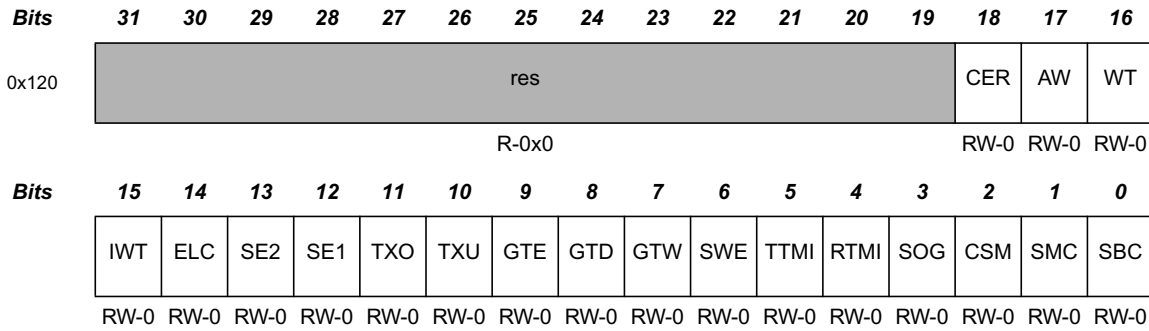 Bits 31 30 29 28 27 26 25 24 23 22 21 20 19 18 17 16
0x120 res CER AW WT
R-0x0 RW-0 RW-0 RW-0
Bits 15 14 13 12 11 10 9 8 7 6 5 4 3 2 1 0
IWT ELC SE2 SE1 TXO TXU GTE GTD GTW SWE TTMI RTMI SOG CSM SMC SBC
RW-0 RW-0 RW-0 RW-0 RW-0 RW-0 RW-0 RW-0 RW-0 RW-0 RW-0 RW-0 RW-0 RW-0 RW-0 RW-0